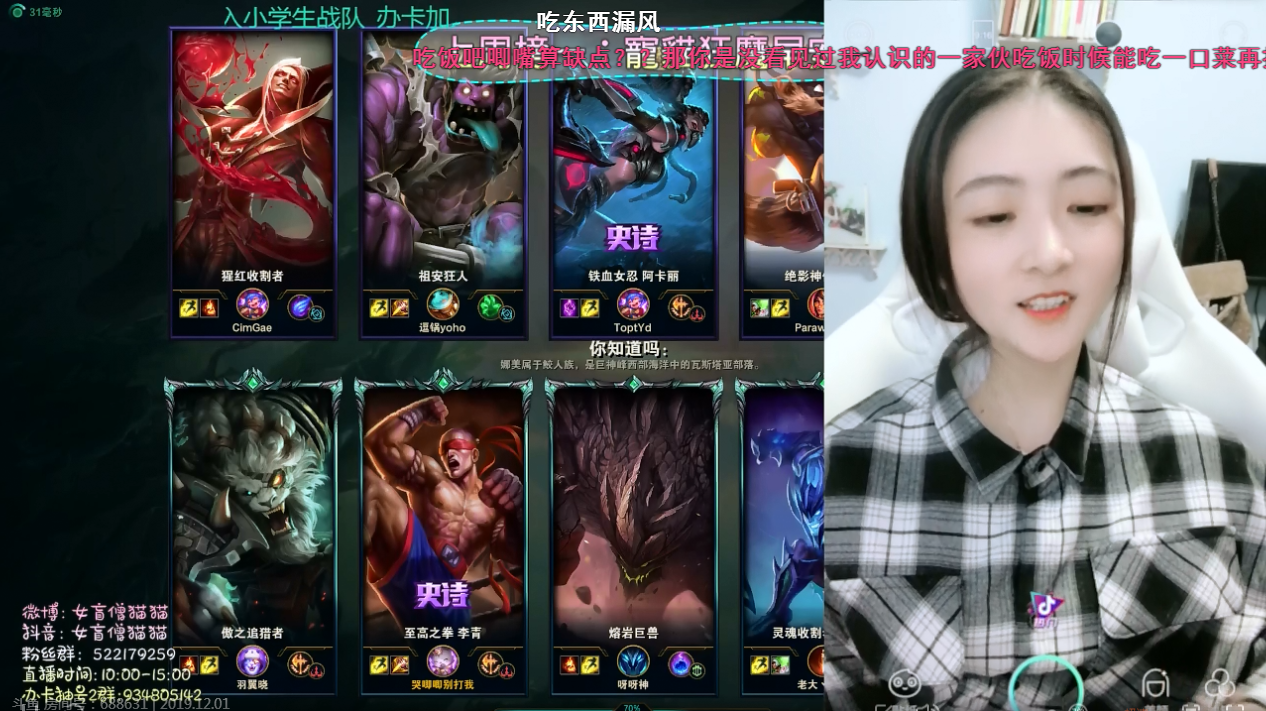 31毫秒
入小学生战队 办卡加
吃东西漏风
吃饭吧唧嘴算缺点？
那你是没看见过我认识的一家伙吃饭时候能吃一口菜再
史诗
猩红收割者
祖安狂人
铁血女忍 阿卡丽
CimGae
逗锅yoho
ToptYd
Paraw
你知道吗：
娜美属于鲛人族，是巨神峰西部海洋中的瓦斯塔亚部落。
史诗
傲之追猎者
至高之拳 李青
熔岩巨兽
灵魂收割
羽翼晓
哭唧唧别打我
呀呀神
老大
微博：女盲僧猫猫
抖音：女盲僧猫猫
粉丝群：522179259
直播时间:10:00-15:00
办卡抽号2群:934805142
斗鱼 房间号：688631 | 2019.12.01
70%
热门